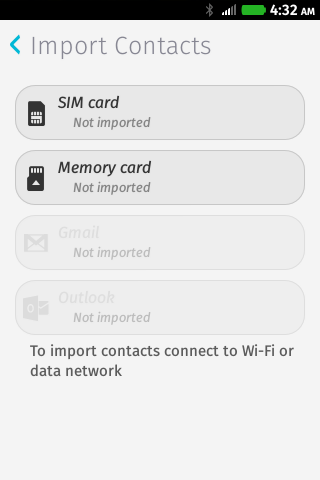 4:32 AM
Import Contacts
SIM card
Not imported
Memory card
Not imported
Gmail
Not imported
Outlook
Not imported
To import contacts connect to Wi-Fi or
data network